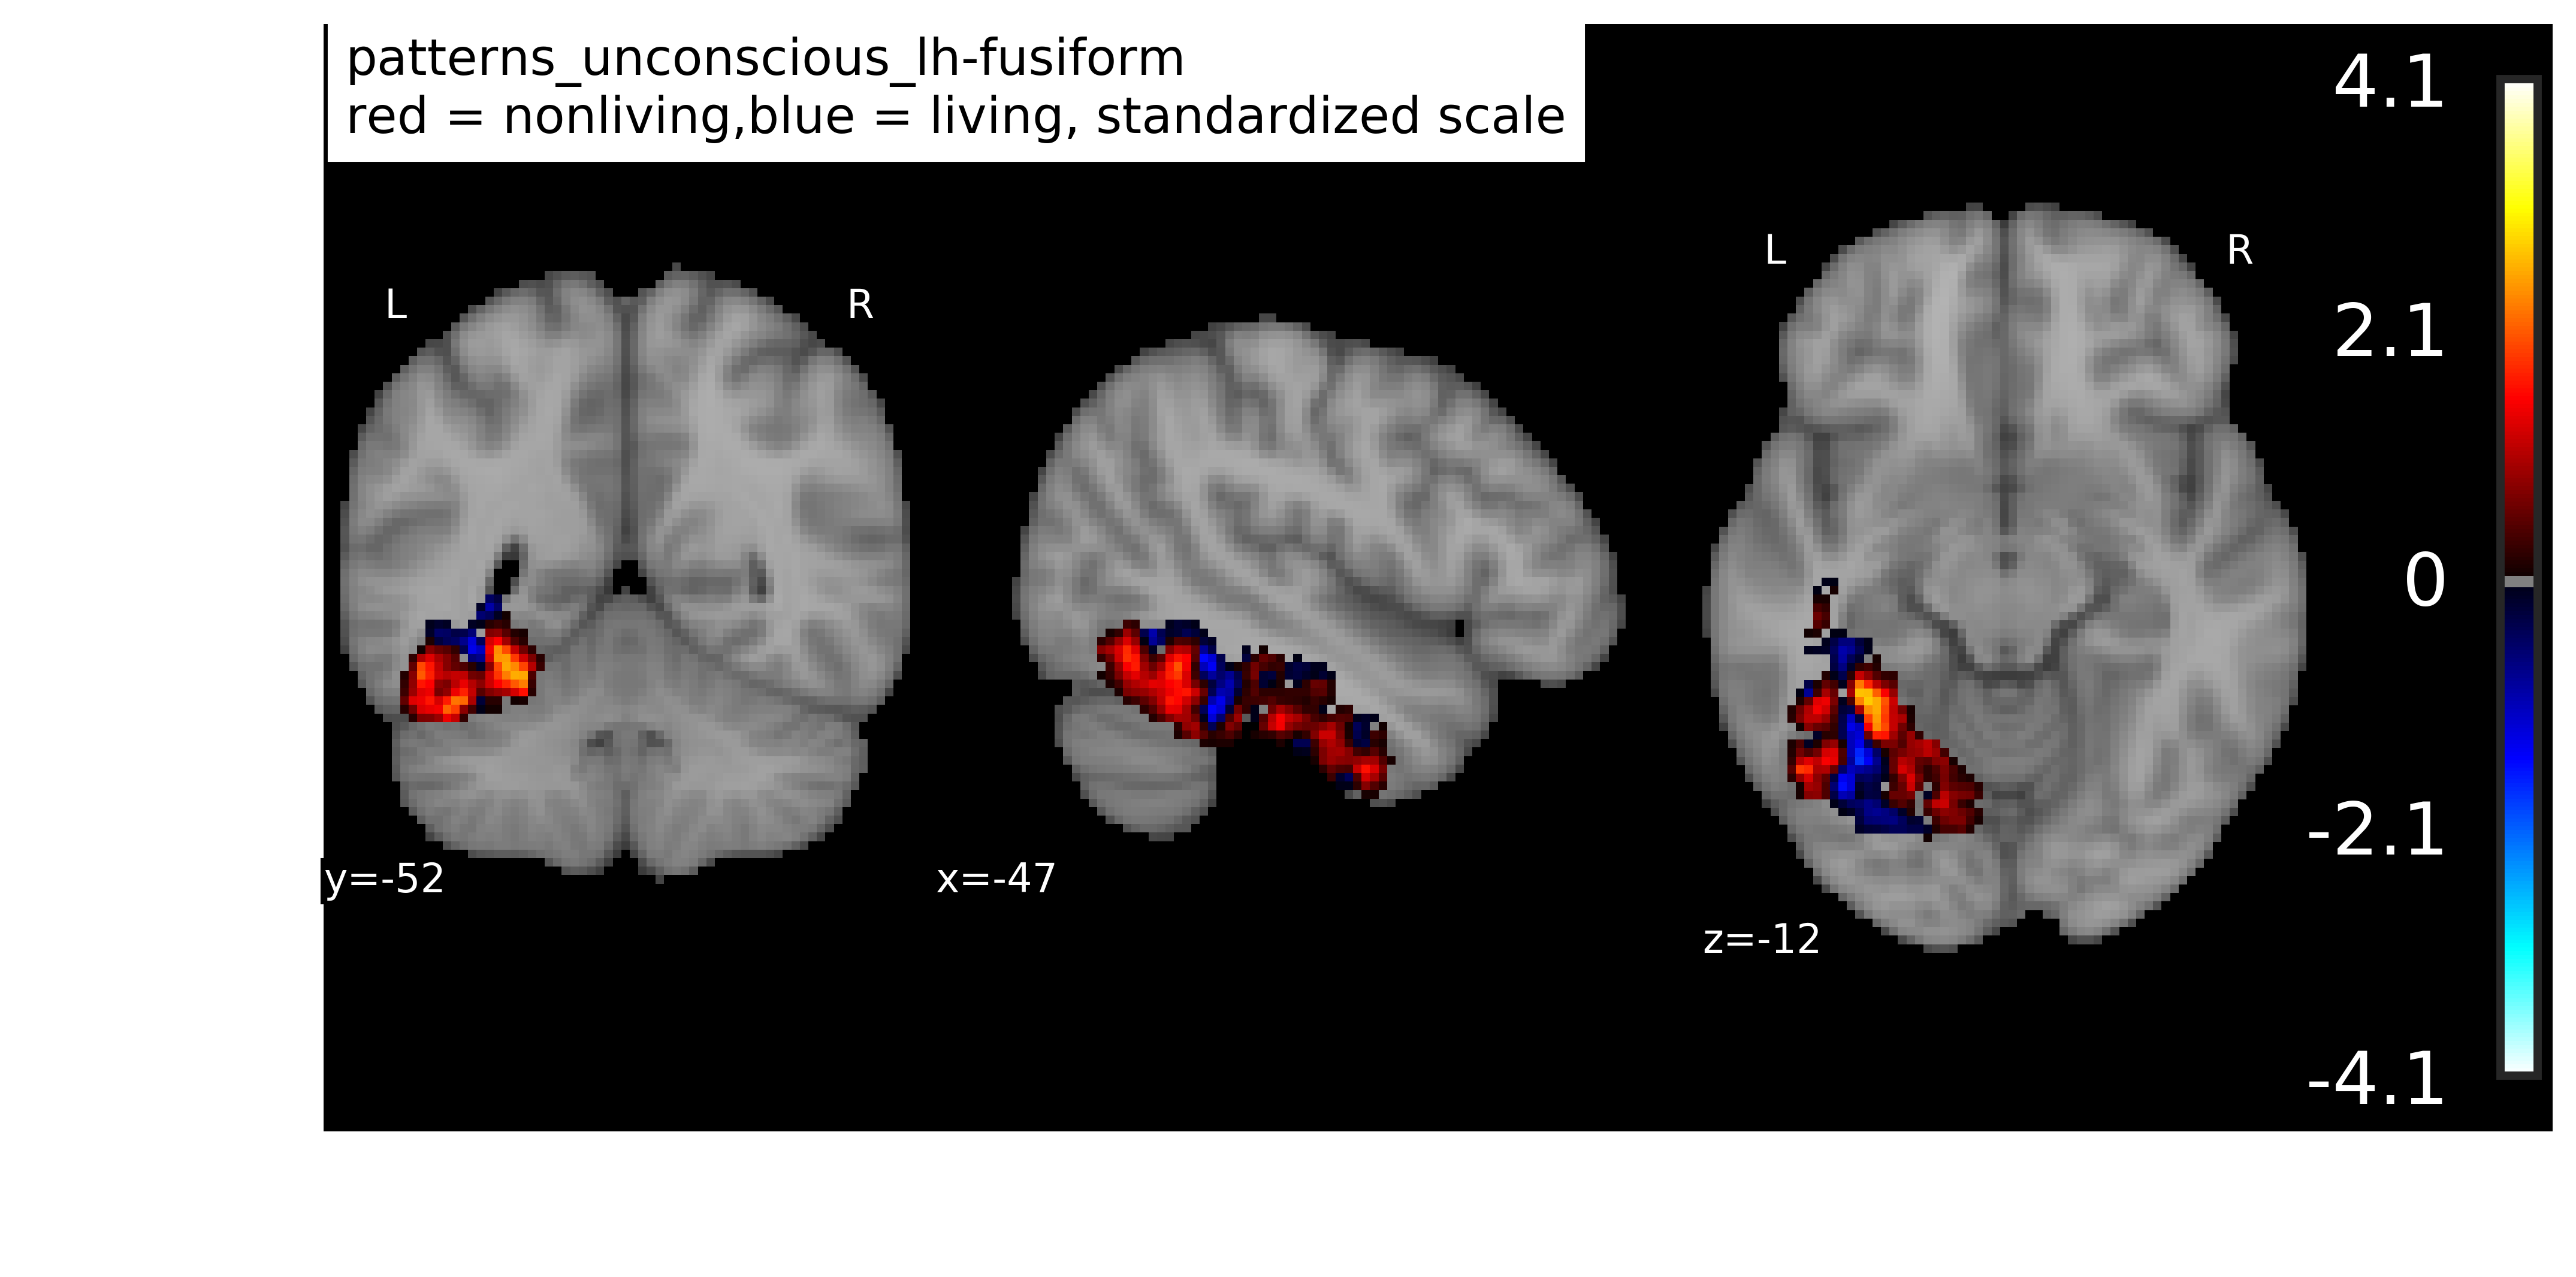 patterns_unconscious_lh-fusiform
red = nonliving,blue = living, standardized scale
L
R
y=-52
x=-47
L
R
z=-12
4.1
2.1
0
-2.1
-4.1